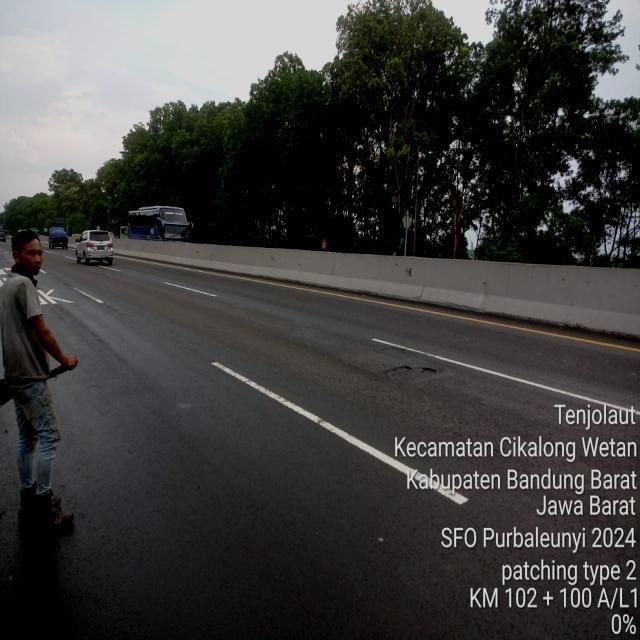 Tenjolaut
Kecamatan Cikalong Wetan
Kabupaten Bandung Barat
Jawa Barat
SFO Purbaleunyi 2024
patching type 2
KM 102 + 100 A/L1
0%